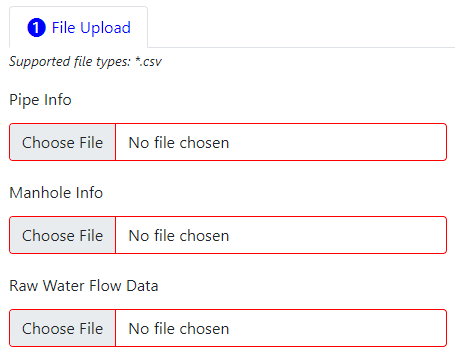 1 File Upload
Supported file types: *.csv
Pipe Info
Choose File No file chosen
Manhole Info
Choose File No file chosen
Raw Water Flow Data
Choose File No file chosen